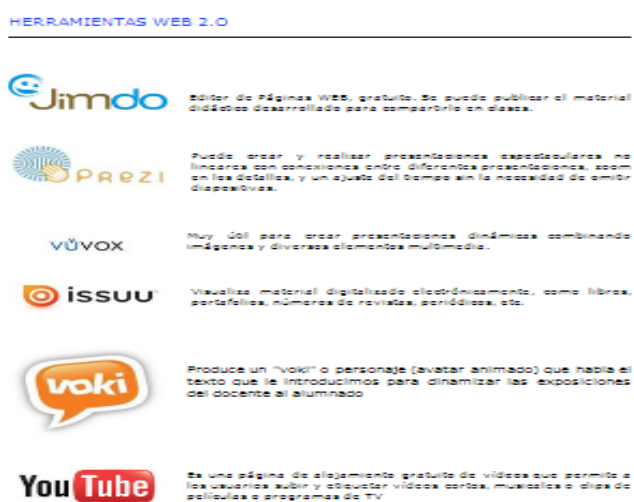 HERRAMIENTAS WEB 2.0
Jimdo
Editor de Páginas WEB, gratuito. Se puede publicar el material
didáctico desarrollado para compartirlo en clases.
PREZI
Puede crear y realizar presentaciones espectaculares no
lineares con conexiones entre diferentes presentaciones, zoom
en los detalles, y un ajuste del tiempo sin la necesidad de omitir
diapositivas.
vŭvox
Muy útil para crear presentaciones dinámicas combinando
imágenes y diversos elementos multimedia.
issuu
Visualiza material digitalizado electrónicamente, como libros,
portafolios, números de revistas, periódicos, etc.
voki
Produce un "voki" o personaje (avatar animado) que habla el
texto que le introducimos para dinamizar las exposiciones
del docente al alumnado
YouTube
Es una página de alojamiento gratuito de vídeos que permite a
los usuarios subir y etiquetar vídeos cortos, musicales o clips de
películas o programas de TV